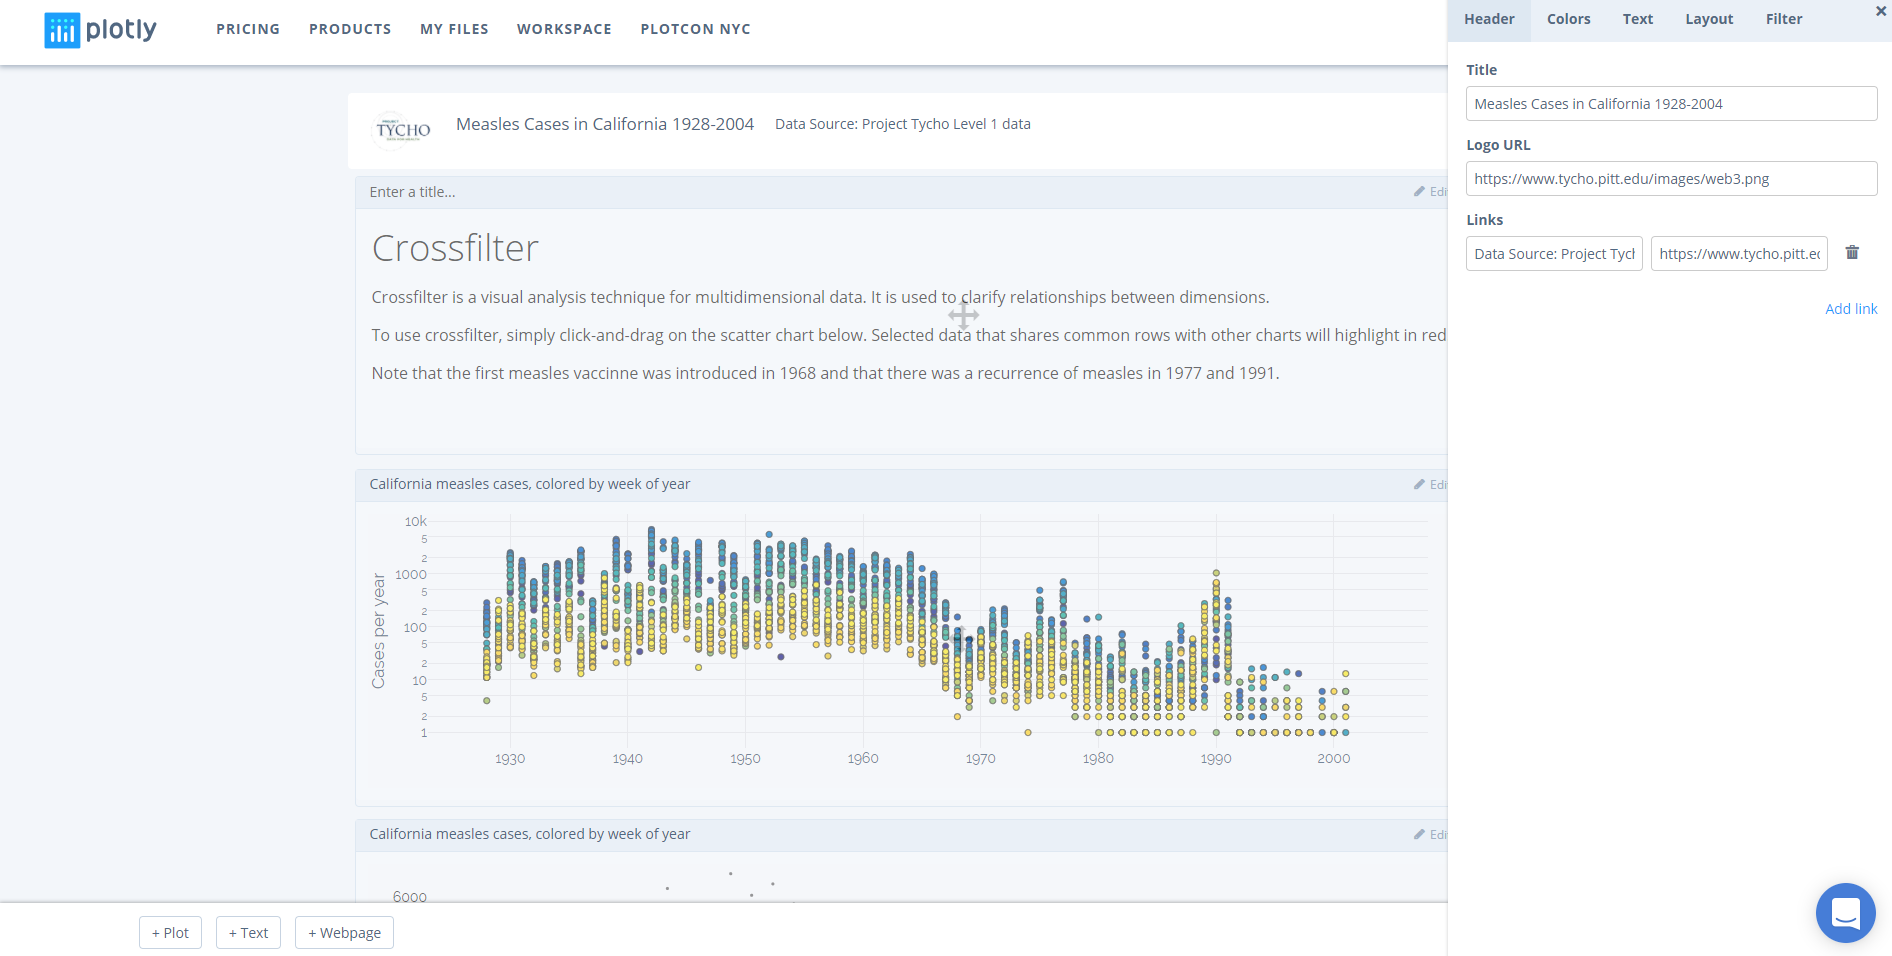 plotly
PRICING PRODUCTS MY FILES WORKSPACE PLOTCON NYC
Header Colors Text Layout Filter
Title
Measles Cases in California 1928-2004
Logo URL
https://www.tycho.pitt.edu/images/web3.png
Links
Data Source: Project Tych https://www.tycho.pitt.ed
Add link
TYCHO
Measles Cases in California 1928-2004 Data Source: Project Tycho Level 1 data
Enter a title... Edi
Crossfilter
Crossfilter is a visual analysis technique for multidimensional data. It is used to clarify relationships between dimensions.
To use crossfilter, simply click-and-drag on the scatter chart below. Selected data that shares common rows with other charts will highlight in red
Note that the first measles vaccinne was introduced in 1968 and that there was a recurrence of measles in 1977 and 1991.
California measles cases, colored by week of year Edi
Cases per year
10k
5
2
1000
5
2
100
5
2
10
5
2
1
1930 1940 1950 1960 1970 1980 1990 2000
California measles cases, colored by week of year Edi
6000
+ Plot + Text + Webpage